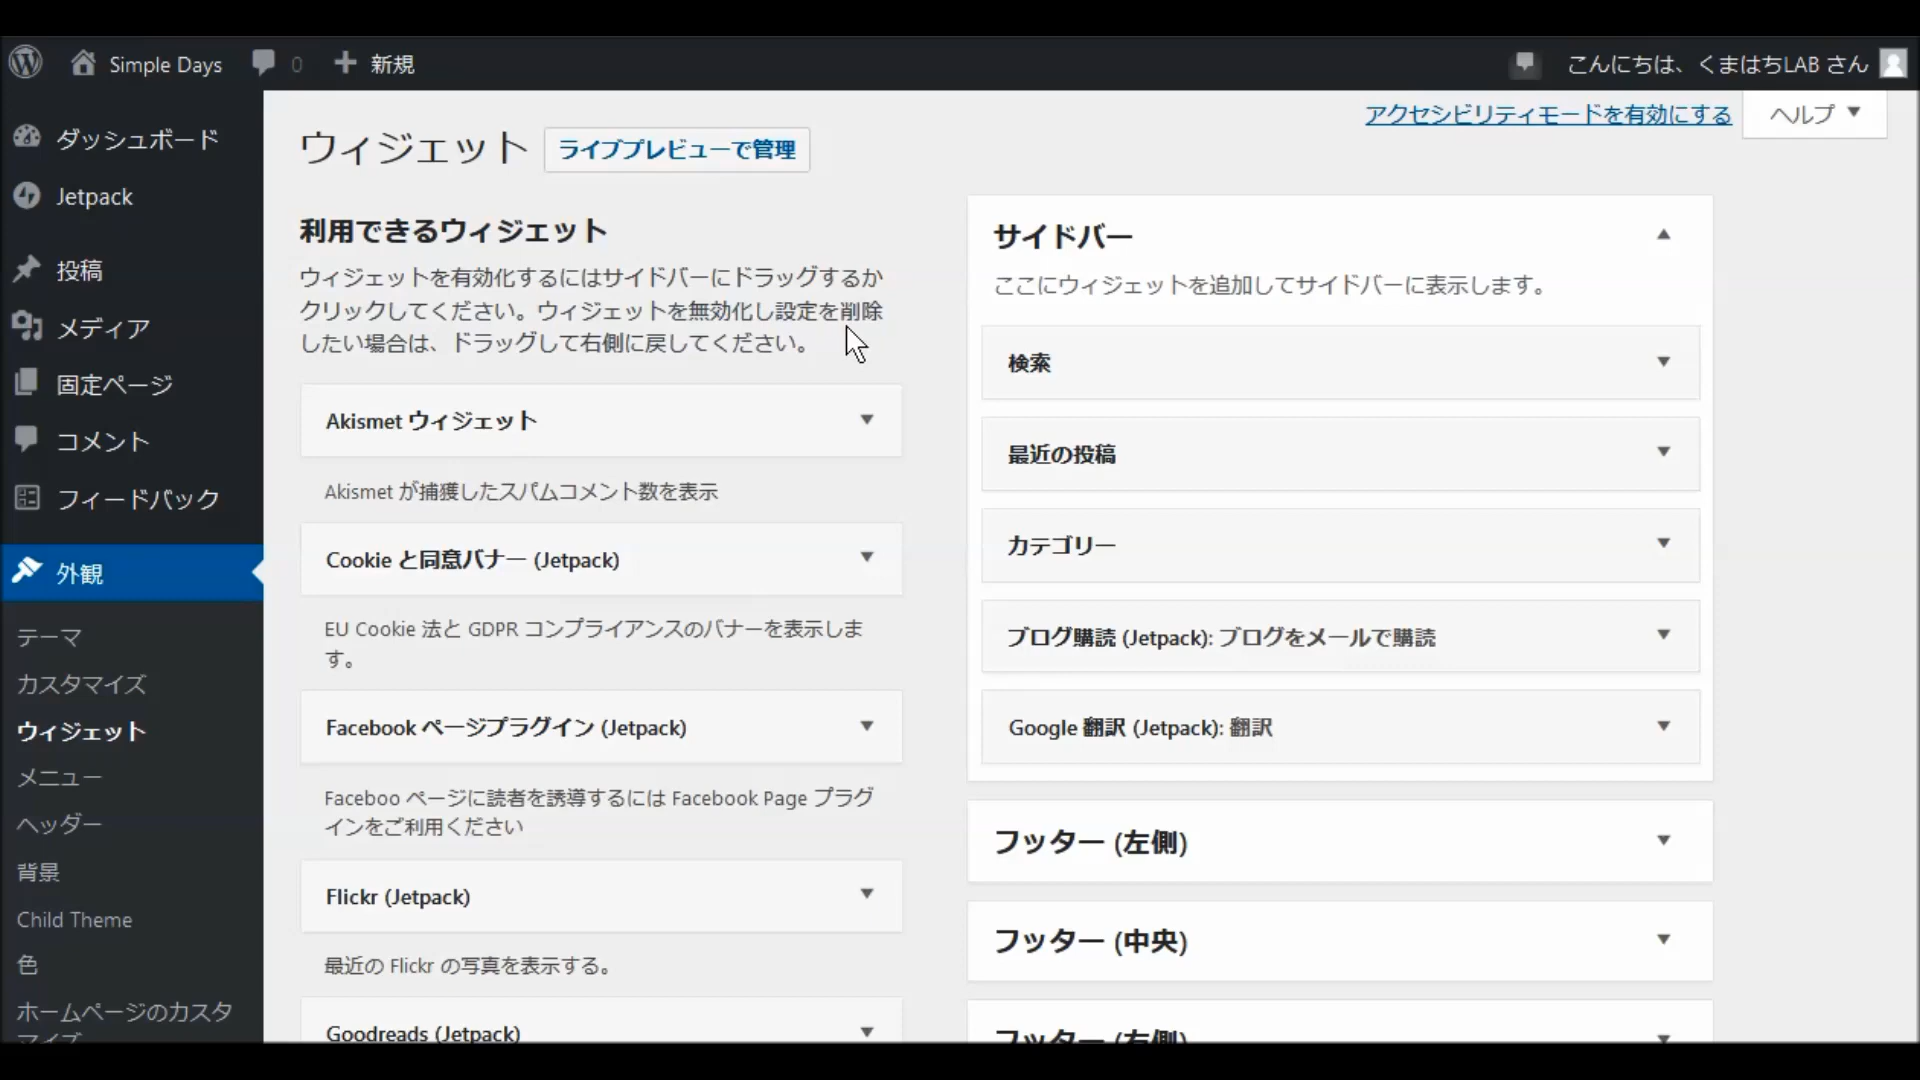 Simple Days
0
新規
こんにちは、くまはちLAB さん
ダッシュボード
Jetpack
投稿
メディア
固定ページ
コメント
フィードバック
外観
テーマ
カスタマイズ
ウィジェット
メニュー
ヘッダー
背景
Child Theme
色
ホームページのカスタ
マイズ
アクセシビリティモードを有効にする
ヘルプ ▼
ウィジェット
ライブプレビューで管理
利用できるウィジェット
ウィジェットを有効化するにはサイドバーにドラッグするか
クリックしてください。ウィジェットを無効化し設定を削除
したい場合は、ドラッグして右側に戻してください。
Akismet ウィジェット
Akismet が捕獲したスパムコメント数を表示
Cookie と同意バナー (Jetpack)
EU Cookie 法と GDPR コンプライアンスのバナーを表示しま
す。
Facebook ページプラグイン (Jetpack)
Faceboo ページに読者を誘導するには Facebook Page プラグ
インをご利用ください
Flickr (Jetpack)
最近の Flickr の写真を表示する。
Goodreads (Jetpack)
サイドバー
ここにウィジェットを追加してサイドバーに表示します。
検索
最近の投稿
カテゴリー
ブログ購読 (Jetpack): ブログをメールで購読
Google 翻訳 (Jetpack): 翻訳
フッター (左側)
フッター (中央)
フッター (右側)